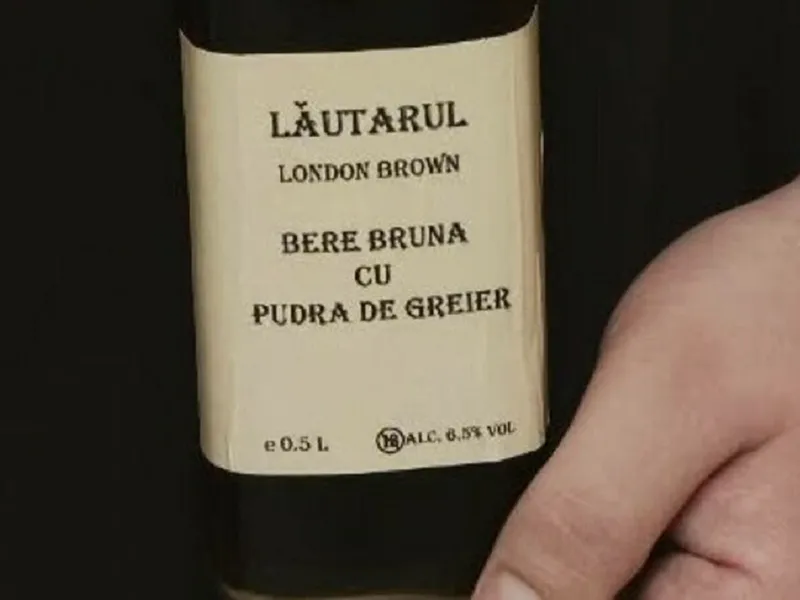 LĂUTARUL
LONDON BROWN
BERE BRUNA
CU
PUDRA DE GREIER
e 0.5 L 18 ALC. 6.5% VOL